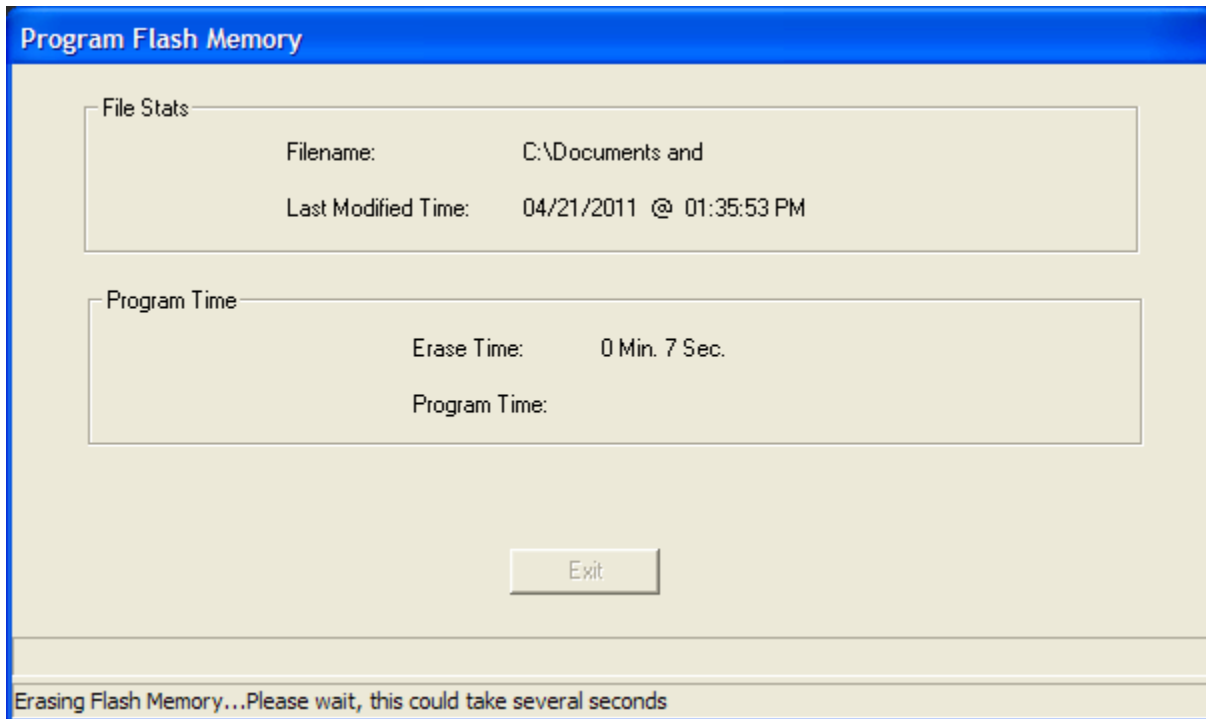 Program Flash Memory
File Stats
Filename: C:\Documents and
Last Modified Time: 04/21/2011 @ 01:35:53 PM
Program Time
Erase Time: 0 Min. 7 Sec.
Program Time:
Exit
Erasing Flash Memory...Please wait, this could take several seconds